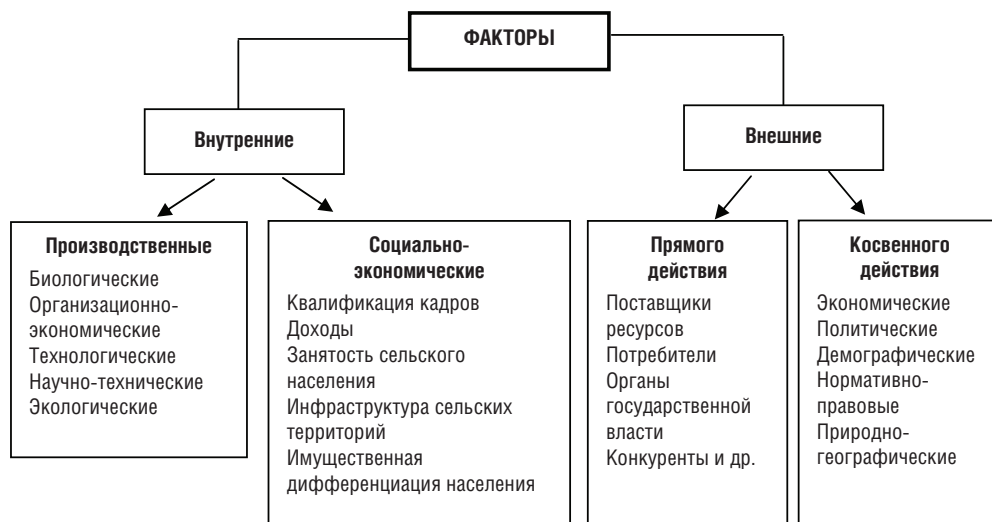 ФАКТОРЫ
Внутренние
Внешние
Производственные
Биологические
Организационно-
экономические
Технологические
Научно-технические
Экологические
Социально-
экономические
Квалификация кадров
Доходы
Занятость сельского
населения
Инфраструктура сельских
территорий
Имущественная
дифференциация населения
Прямого
действия
Поставщики
ресурсов
Потребители
Органы
государственной
власти
Конкуренты и др.
Косвенного
действия
Экономические
Политические
Демографические
Нормативно-
правовые
Природно-
географические